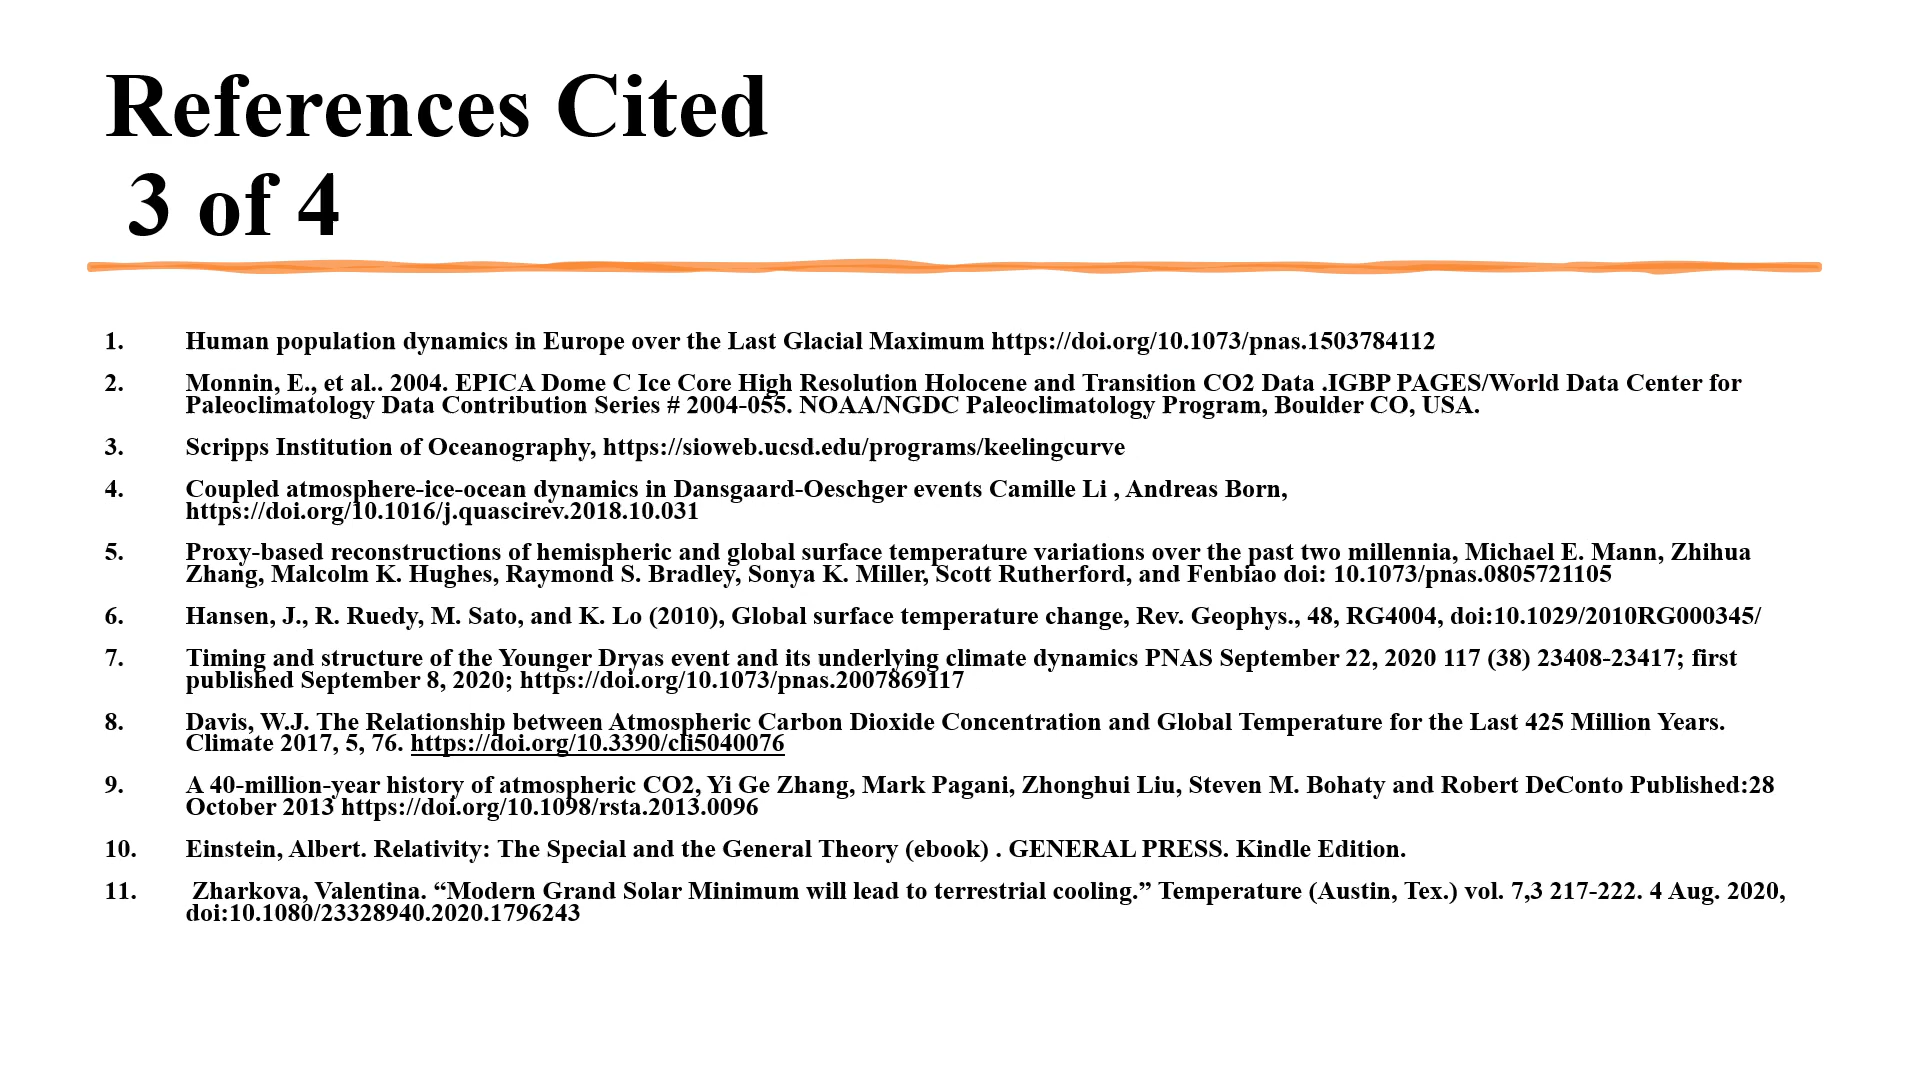 References Cited
3 of 4
1. Human population dynamics in Europe over the Last Glacial Maximum https://doi.org/10.1073/pnas.1503784112
2. Monnin, E., et al.. 2004. EPICA Dome C Ice Core High Resolution Holocene and Transition CO2 Data .IGBP PAGES/World Data Center for
Paleoclimatology Data Contribution Series # 2004-055. NOAA/NGDC Paleoclimatology Program, Boulder CO, USA.
3. Scripps Institution of Oceanography, https://sioweb.ucsd.edu/programs/keelingcurve
4. Coupled atmosphere-ice-ocean dynamics in Dansgaard-Oeschger events Camille Li , Andreas Born,
https://doi.org/10.1016/j.quascirev.2018.10.031
5. Proxy-based reconstructions of hemispheric and global surface temperature variations over the past two millennia, Michael E. Mann, Zhihua
Zhang, Malcolm K. Hughes, Raymond S. Bradley, Sonya K. Miller, Scott Rutherford, and Fenbiao doi: 10.1073/pnas.0805721105
6. Hansen, J., R. Ruedy, M. Sato, and K. Lo (2010), Global surface temperature change, Rev. Geophys., 48, RG4004, doi:10.1029/2010RG000345/
7. Timing and structure of the Younger Dryas event and its underlying climate dynamics PNAS September 22, 2020 117 (38) 23408-23417; first
published September 8, 2020; https://doi.org/10.1073/pnas.2007869117
8. Davis, W.J. The Relationship between Atmospheric Carbon Dioxide Concentration and Global Temperature for the Last 425 Million Years.
Climate 2017, 5, 76. https://doi.org/10.3390/cli5040076
9. A 40-million-year history of atmospheric CO2, Yi Ge Zhang, Mark Pagani, Zhonghui Liu, Steven M. Bohaty and Robert DeConto Published:28
October 2013 https://doi.org/10.1098/rsta.2013.0096
10. Einstein, Albert. Relativity: The Special and the General Theory (ebook) . GENERAL PRESS. Kindle Edition.
11. Zharkova, Valentina. “Modern Grand Solar Minimum will lead to terrestrial cooling.” Temperature (Austin, Tex.) vol. 7,3 217-222. 4 Aug. 2020,
doi:10.1080/23328940.2020.1796243